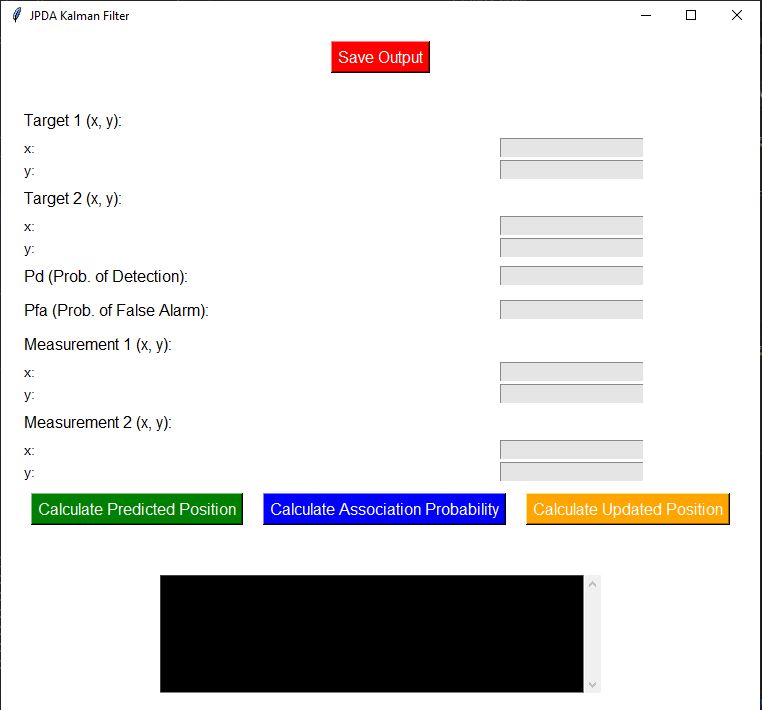 JPDA Kalman Filter
Save Output
Target 1 (x, y):
x:
y:
Target 2 (x, y):
x:
y:
Pd (Prob. of Detection):
Pfa (Prob. of False Alarm):
Measurement 1 (x, y):
x:
y:
Measurement 2 (x, y):
x:
y:
Calculate Predicted Position
Calculate Association Probability
Calculate Updated Position